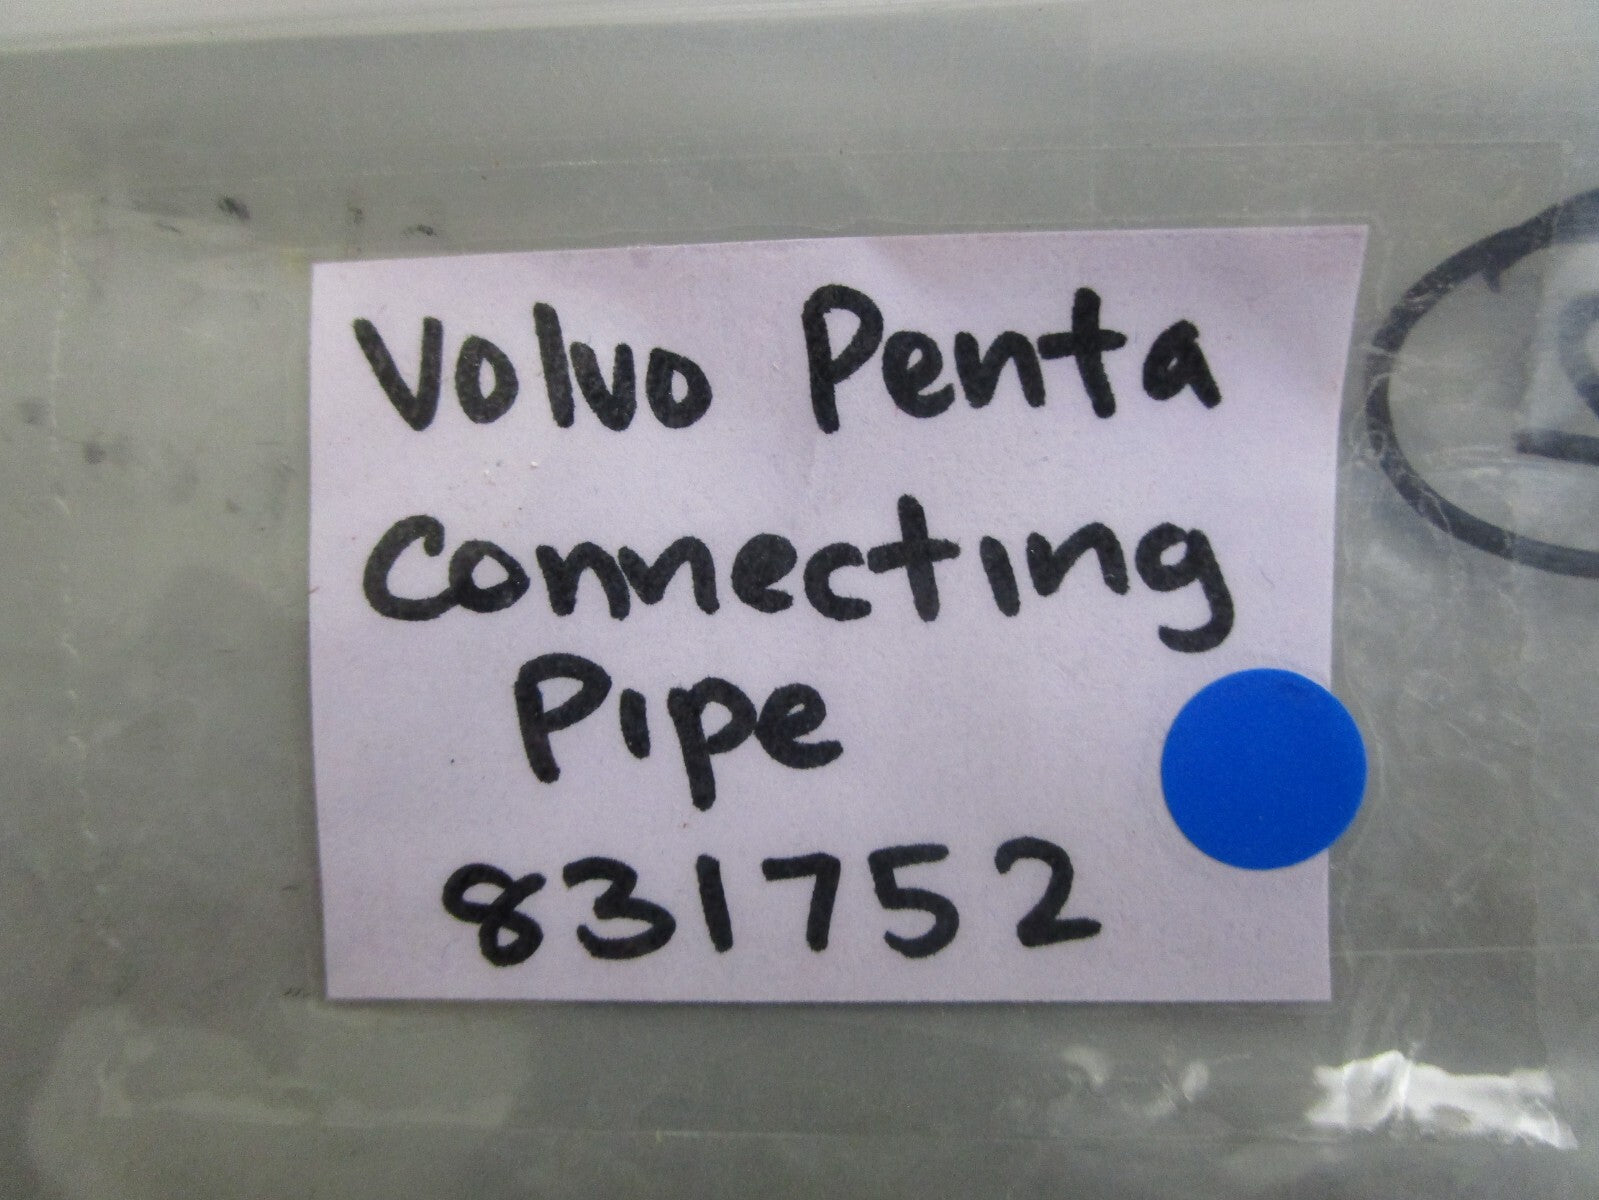 Volvo Penta
Connecting
Pipe
831752